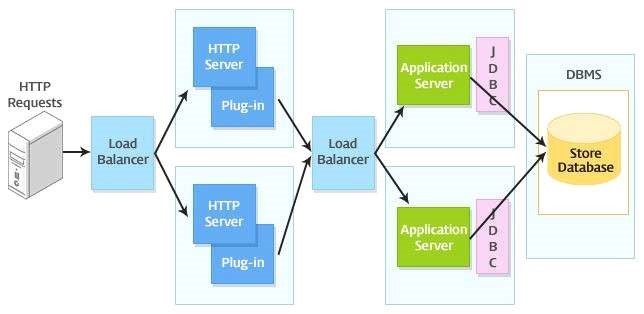 HTTP
Requests
Load
Balancer
HTTP
Server
Plug-in
HTTP
Server
Plug-in
Load
Balancer
Application
Server
J
D
B
C
Application
Server
J
D
B
C
DBMS
Store
Database